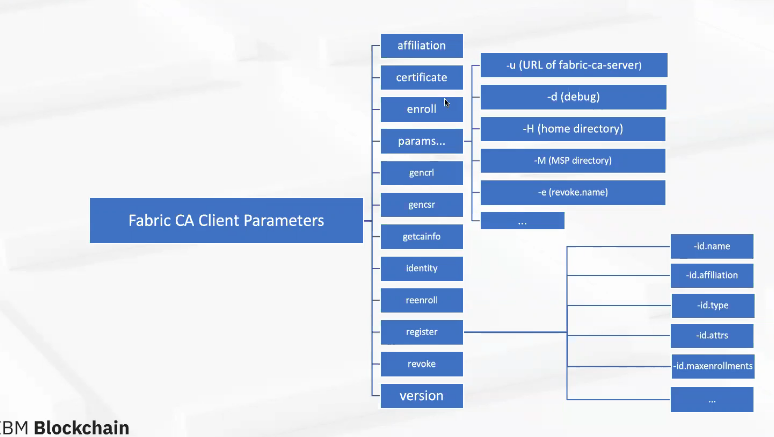 Fabric CA Client Parameters
affiliation
certificate
enroll
params...
gencrl
gencsr
getcainfo
identity
reenroll
register
revoke
version
-u (URL of fabric-ca-server)
-d (debug)
-H (home directory)
-M (MSP directory)
-e (revoke.name)
...
-id.name
-id.affiliation
-id.type
-id.attrs
-id.maxenrollments
...
IBM Blockchain